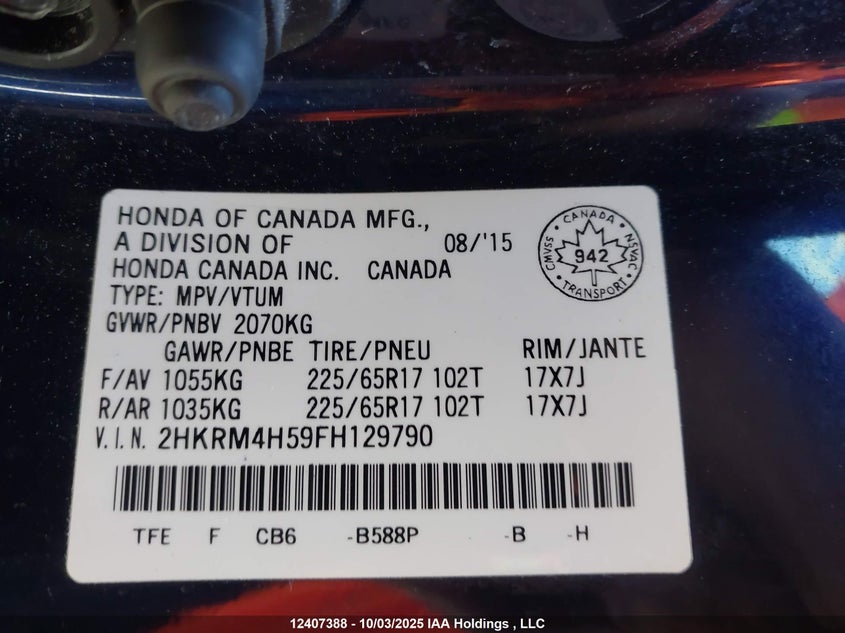 HONDA OF CANADA MFG.,
A DIVISION OF 08/'15
HONDA CANADA INC. CANADA
TYPE: MPV/VTUM
GVWR/PNBV 2070KG
GAWR/PNBE TIRE/PNEU RIM/JANTE
F/AV 1055KG 225/65R17 102T 17X7J
R/AR 1035KG 225/65R17 102T 17X7J
V.I.N. 2HKRM4H59FH129790
TFE F CB6 -B588P -B -H
CANADA
CMVSS 942 NSVAC
TRANSPORT
12407388 - 10/03/2025 IAA Holdings , LLC